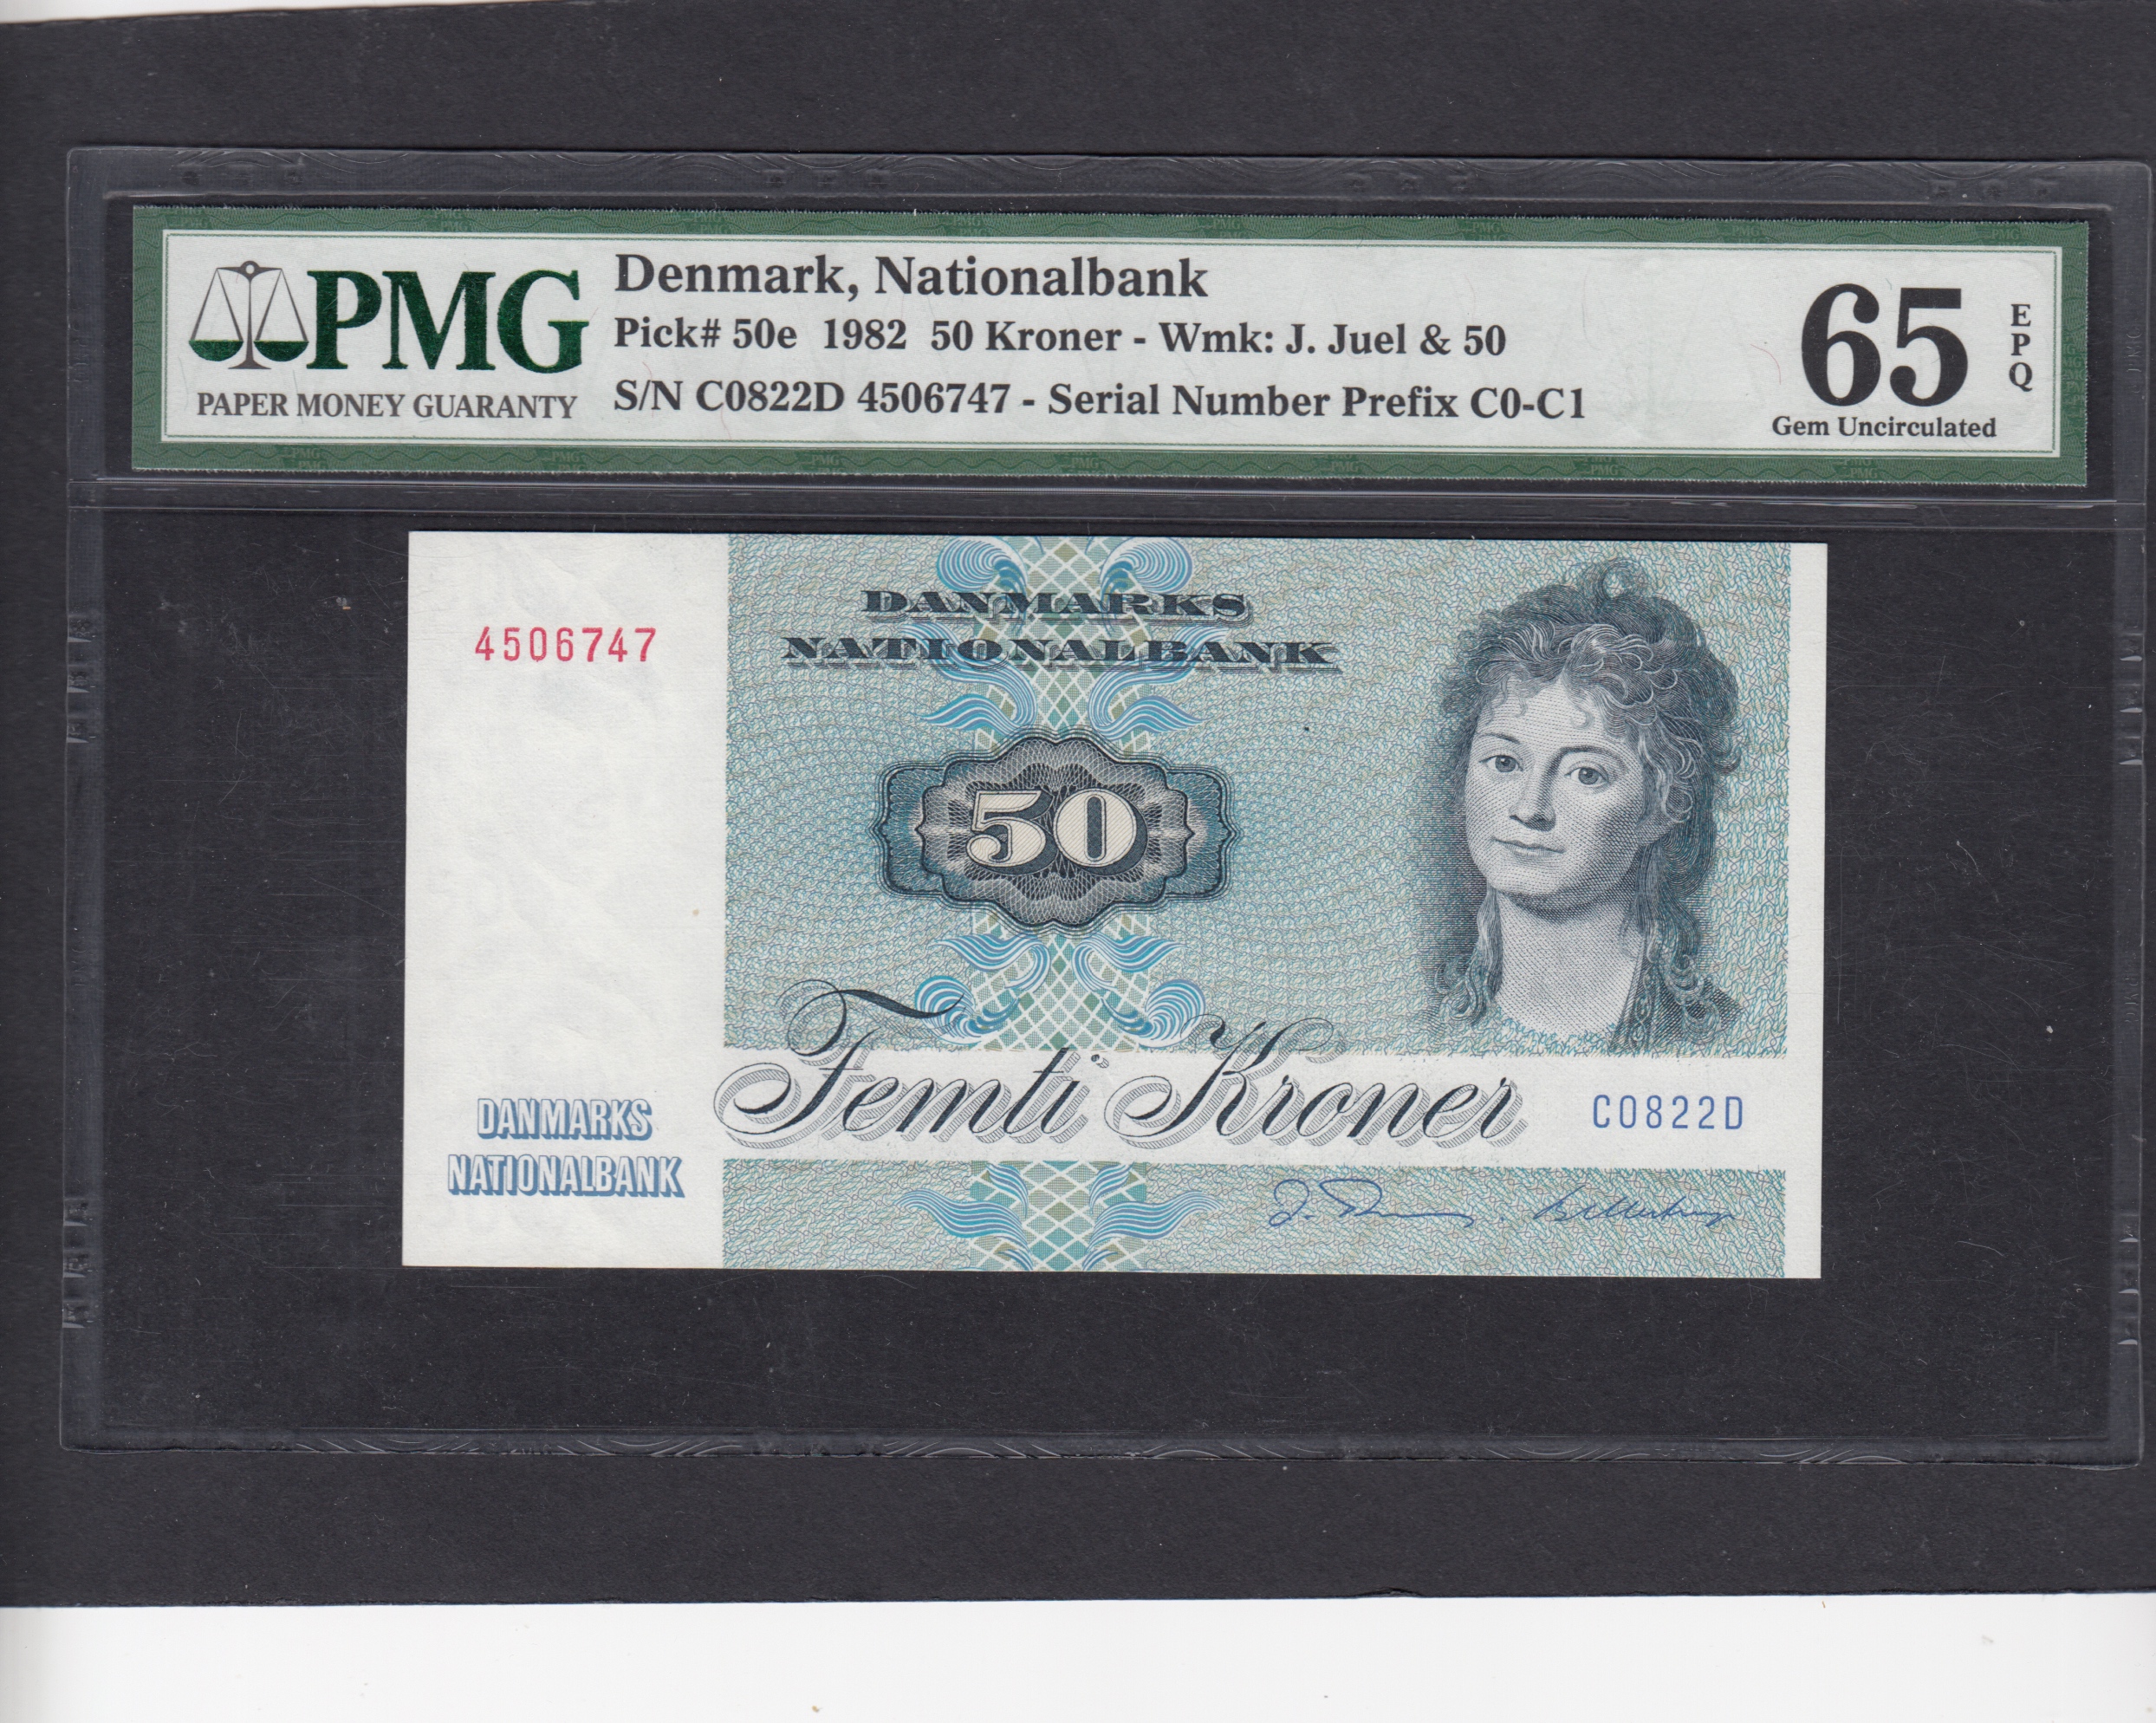 PMG
PAPER MONEY GUARANTY
Denmark, Nationalbank
Pick# 50e 1982 50 Kroner - Wmk: J. Juel & 50
S/N C0822D 4506747 - Serial Number Prefix C0-C1
65
EPQ
Gem Uncirculated
4506747
DANMARKS
NATIONALBANK
50
Femti Kroner
C0822D
DANMARKS
NATIONALBANK